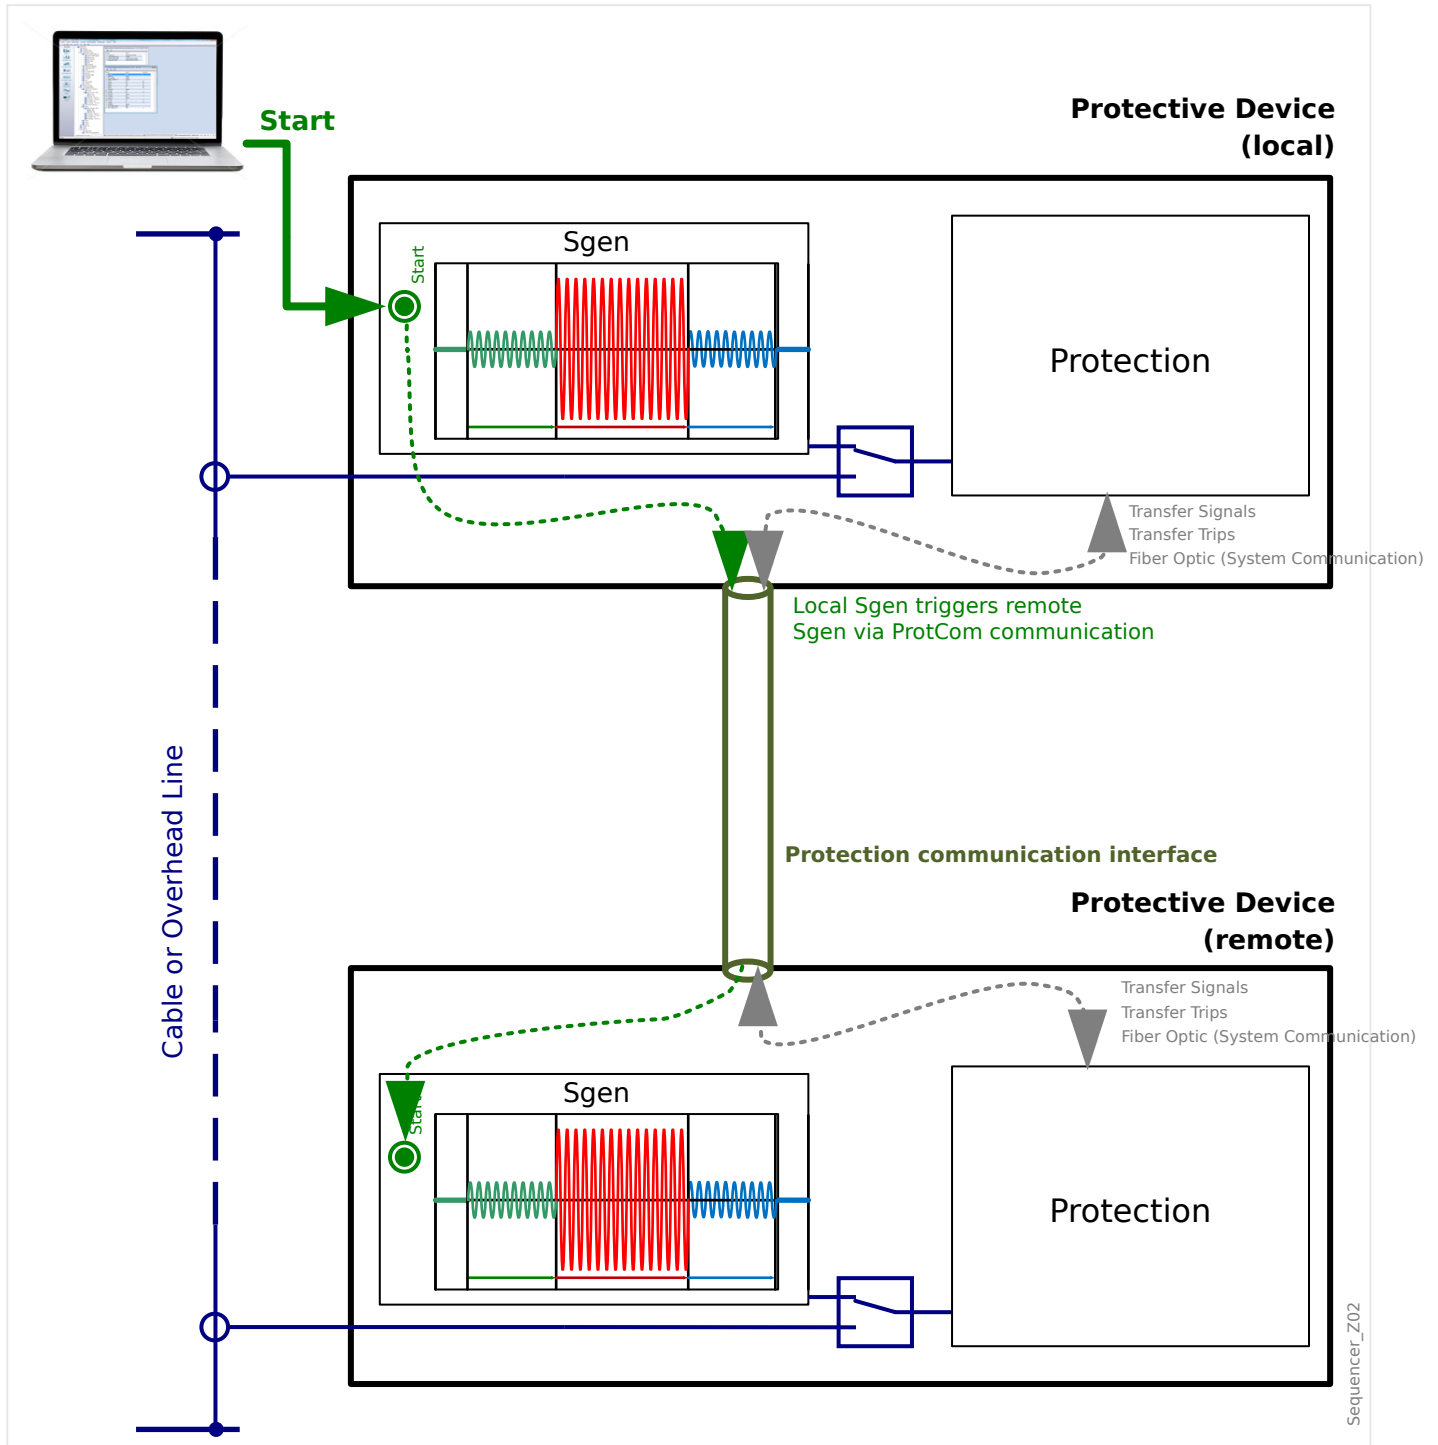 Start
Protective Device
(local)
Sgen
Start
Protection
Transfer Signals
Transfer Trips
Fiber Optic (System Communication)
Local Sgen triggers remote
Sgen via ProtCom communication
Cable or Overhead Line
Protection communication interface
Protective Device
(remote)
Transfer Signals
Transfer Trips
Fiber Optic (System Communication)
Sgen
Start
Protection
Sequencer_Z02